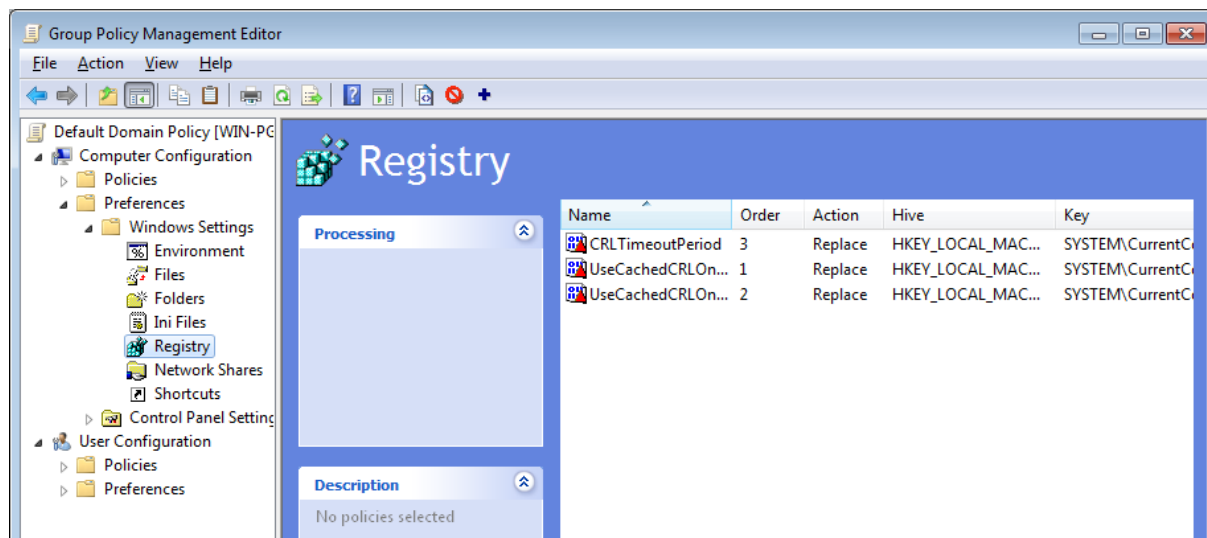 Group Policy Management Editor
File Action View Help
Default Domain Policy [WIN-PG
Computer Configuration
Policies
Preferences
Windows Settings
Environment
Files
Folders
Ini Files
Registry
Network Shares
Shortcuts
Control Panel Setting
User Configuration
Policies
Preferences
Registry
Processing
Description
No policies selected
Name Order Action Hive Key
CRLTimeoutPeriod 3 Replace HKEY_LOCAL_MAC... SYSTEM\CurrentCo
UseCachedCRLOn... 1 Replace HKEY_LOCAL_MAC... SYSTEM\CurrentCo
UseCachedCRLOn... 2 Replace HKEY_LOCAL_MAC... SYSTEM\CurrentCo